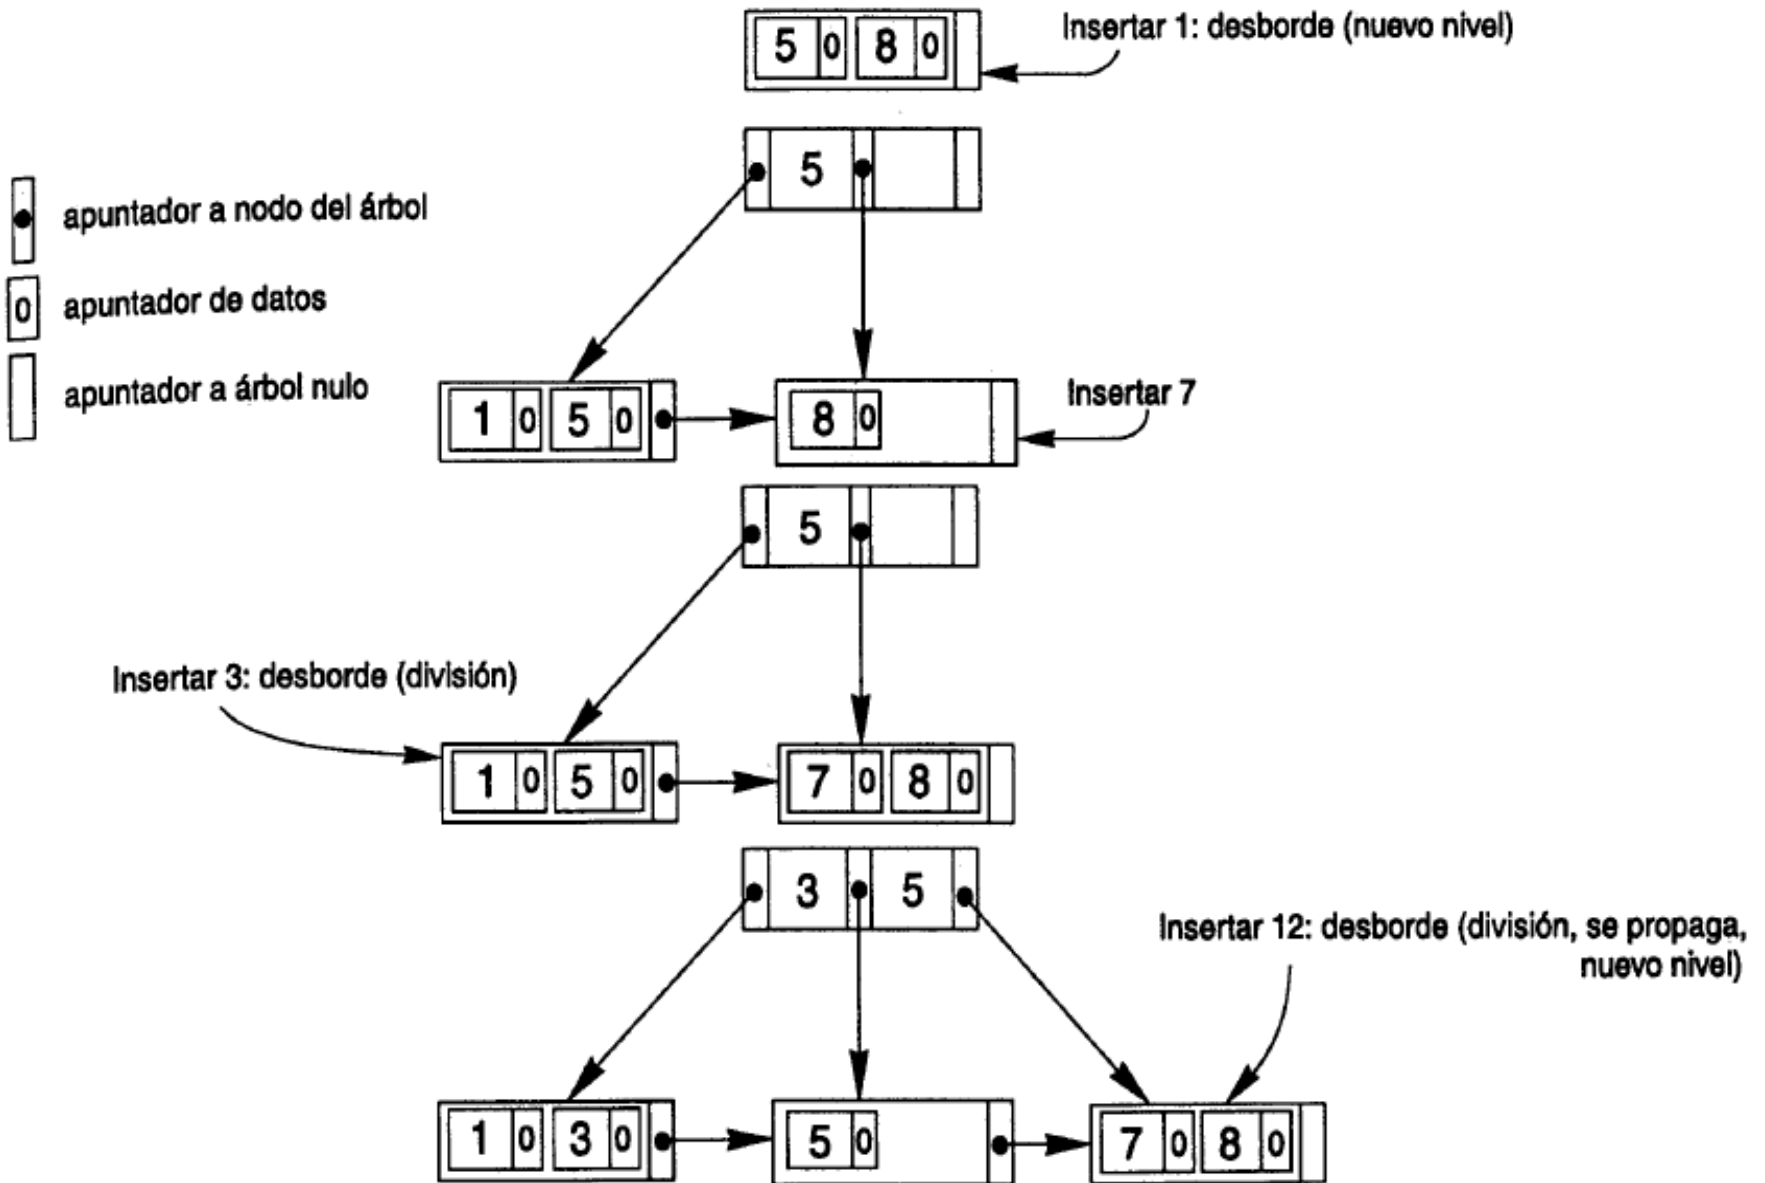 5 0 8 0
Insertar 1: desborde (nuevo nivel)
5
apuntador a nodo del árbol
0 apuntador de datos
apuntador a árbol nulo
1 0 5 0
8 0
Insertar 7
5
Insertar 3: desborde (división)
1 0 5 0
7 0 8 0
3 5
Insertar 12: desborde (división, se propaga,
nuevo nivel)
1 0 3 0
5 0
7 0 8 0